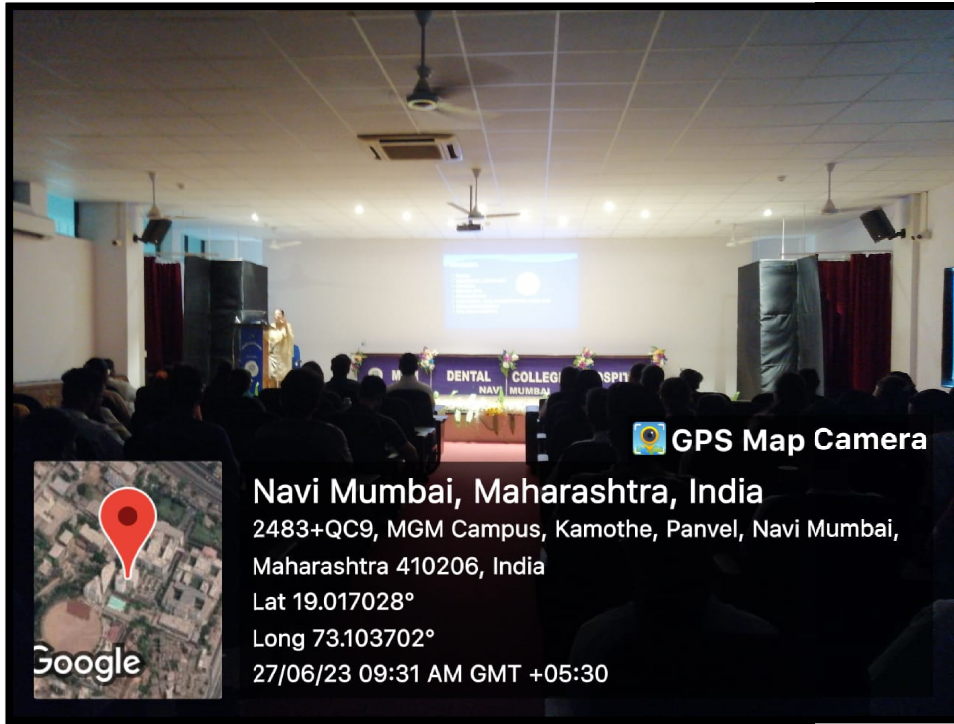 M
DENTAL COLLEGE
NAVI MUMBAI
GPS Map Camera
Navi Mumbai, Maharashtra, India
2483+QC9, MGM Campus, Kamothe, Panvel, Navi Mumbai,
Maharashtra 410206, India
Lat 19.017028°
Long 73.103702°
27/06/23 09:31 AM GMT +05:30
Google